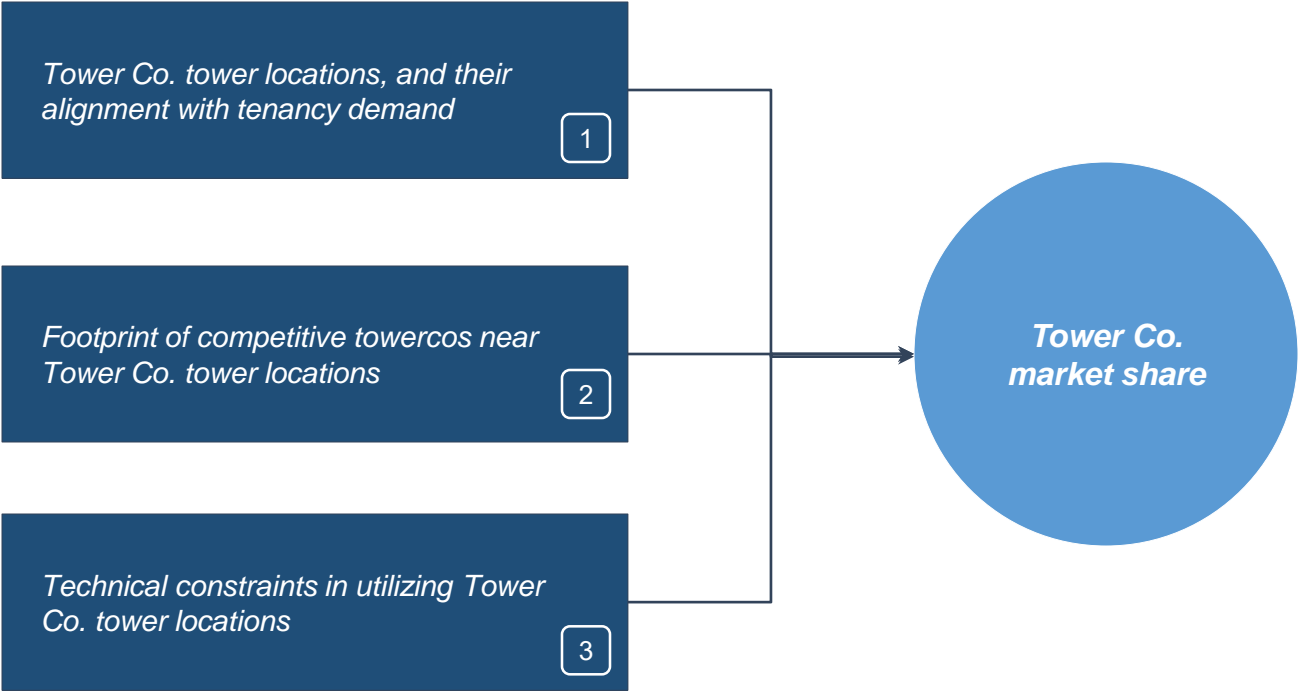 Tower Co. tower locations, and their
alignment with tenancy demand
1
Footprint of competitive towercos near
Tower Co. tower locations
2
Technical constraints in utilizing Tower
Co. tower locations
3
Tower Co.
market share